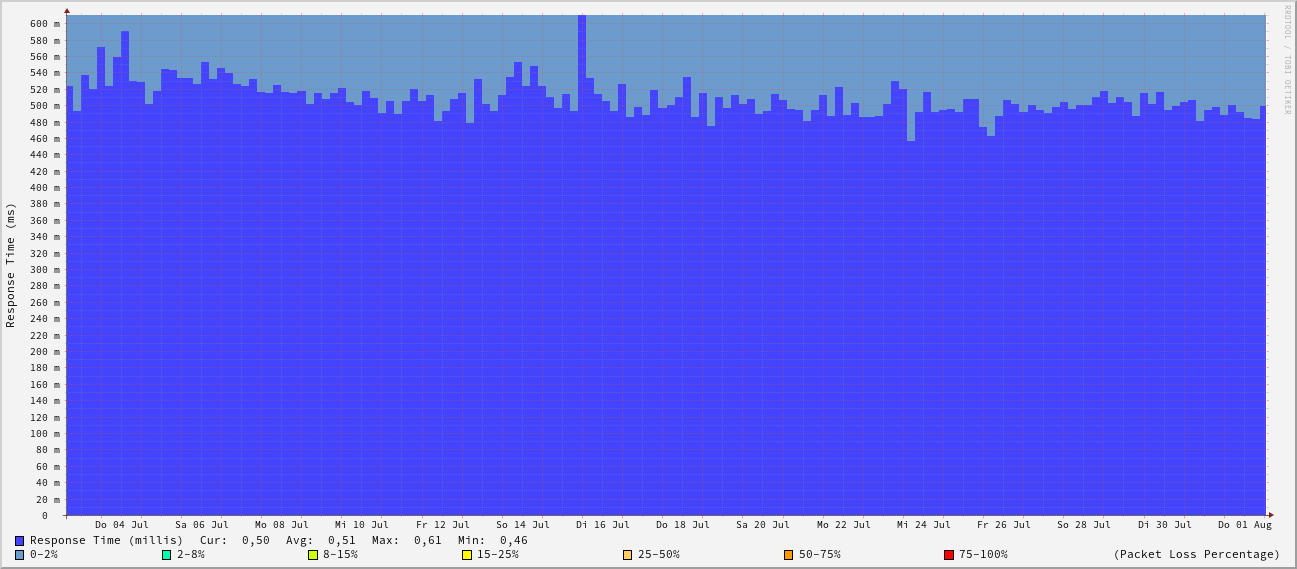 RRDTOOL / TOBI OETIKER
Response Time (ms)
600 m
580 m
560 m
540 m
520 m
500 m
480 m
460 m
440 m
420 m
400 m
380 m
360 m
340 m
320 m
300 m
280 m
260 m
240 m
220 m
200 m
180 m
160 m
140 m
120 m
100 m
80 m
60 m
40 m
20 m
0
Do 04 Jul Sa 06 Jul Mo 08 Jul Mi 10 Jul Fr 12 Jul So 14 Jul Di 16 Jul Do 18 Jul Sa 20 Jul Mo 22 Jul Mi 24 Jul Fr 26 Jul So 28 Jul Di 30 Jul Do 01 Aug
Response Time (millis) Cur: 0,50 Avg: 0,51 Max: 0,61 Min: 0,46
0-2% 2-8% 8-15% 15-25% 25-50% 50-75% 75-100% (Packet Loss Percentage)